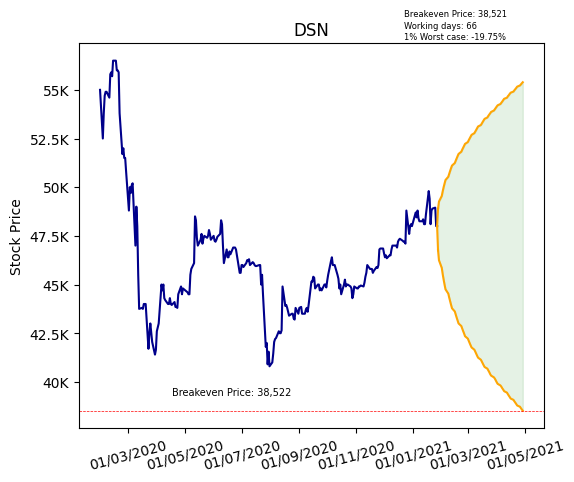 Breakeven Price: 38,521
Working days: 66
1% Worst case: -19.75%
DSN
Stock Price
55K
52.5K
50K
47.5K
45K
42.5K
40K
Breakeven Price: 38,522
01/03/2020
01/05/2020
01/07/2020
01/09/2020
01/11/2020
01/01/2021
01/03/2021
01/05/2021